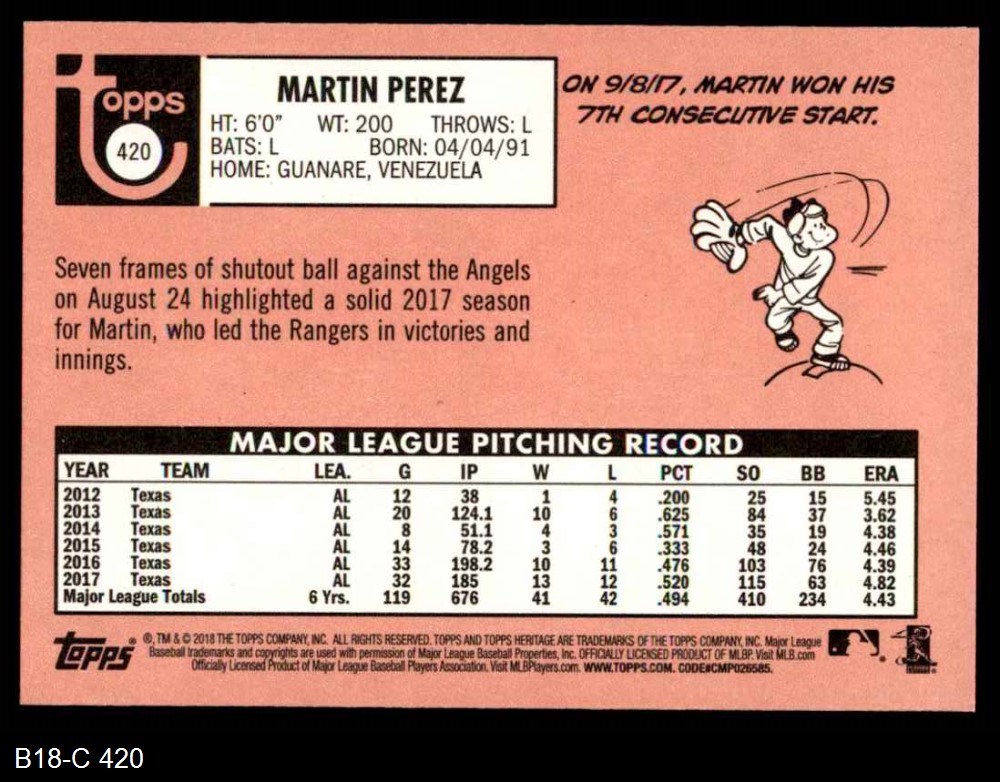 topps
420
MARTIN PEREZ
HT: 6'0" WT: 200 THROWS: L
BATS: L BORN: 04/04/91
HOME: GUANARE, VENEZUELA
ON 9/8/17, MARTIN WON HIS
7TH CONSECUTIVE START.
Seven frames of shutout ball against the Angels
on August 24 highlighted a solid 2017 season
for Martin, who led the Rangers in victories and
innings.
MAJOR LEAGUE PITCHING RECORD
YEAR TEAM LEA. G IP W L PCT SO BB ERA
2012 Texas AL 12 38 1 4 .200 25 15 5.45
2013 Texas AL 20 124.1 10 6 .625 84 37 3.62
2014 Texas AL 8 51.1 4 3 .571 35 19 4.38
2015 Texas AL 14 78.2 3 6 .333 48 24 4.46
2016 Texas AL 33 198.2 10 11 .476 103 76 4.39
2017 Texas AL 32 185 13 12 .520 115 63 4.82
Major League Totals 6 Yrs. 119 676 41 42 .494 410 234 4.43
topps ®, TM & © 2018 THE TOPPS COMPANY, INC. ALL RIGHTS RESERVED. TOPPS AND TOPPS HERITAGE ARE TRADEMARKS OF THE TOPPS COMPANY, INC. Major League
Baseball trademarks and copyrights are used with permission of Major League Baseball Properties, Inc. OFFICIALLY LICENSED PRODUCT OF MLBP. Visit MLB.com
Officially Licensed Product of Major League Baseball Players Association. Visit MLBPlayers.com. WWW.TOPPS.COM. CODE#CMP026585.
B18-C 420